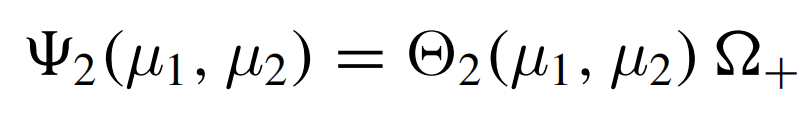 Ψ₂(μ₁, μ₂) = Θ₂(μ₁, μ₂) Ω₊